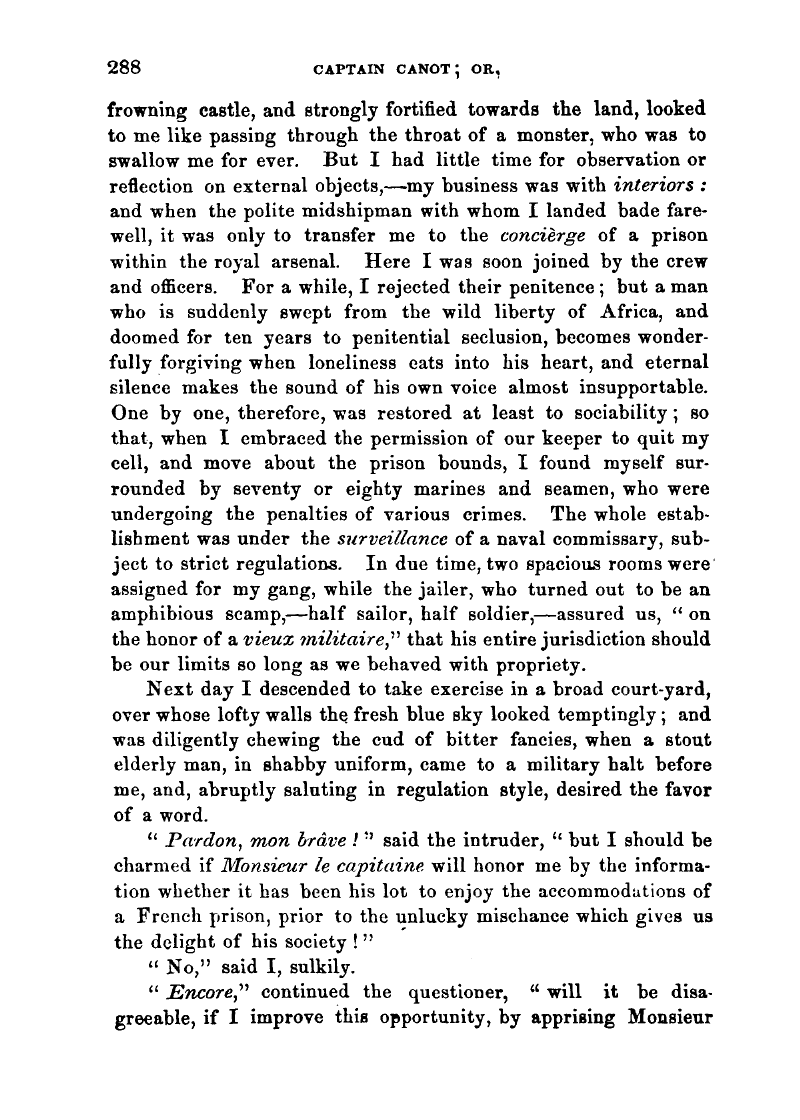 288 CAPTAIN CANOT; OR,
frowning castle, and strongly fortified towards the land, looked
to me like passing through the throat of a monster, who was to
swallow me for ever. But I had little time for observation or
reflection on external objects,—my business was with interiors :
and when the polite midshipman with whom I landed bade fare-
well, it was only to transfer me to the concièrge of a prison
within the royal arsenal. Here I was soon joined by the crew
and officers. For a while, I rejected their penitence; but a man
who is suddenly swept from the wild liberty of Africa, and
doomed for ten years to penitential seclusion, becomes wonder-
fully forgiving when loneliness eats into his heart, and eternal
silence makes the sound of his own voice almost insupportable.
One by one, therefore, was restored at least to sociability; so
that, when I embraced the permission of our keeper to quit my
cell, and move about the prison bounds, I found myself sur-
rounded by seventy or eighty marines and seamen, who were
undergoing the penalties of various crimes. The whole estab-
lishment was under the surveillance of a naval commissary, sub-
ject to strict regulations. In due time, two spacious rooms were
assigned for my gang, while the jailer, who turned out to be an
amphibious scamp,—half sailor, half soldier,—assured us, "on
the honor of a vieux militaire," that his entire jurisdiction should
be our limits so long as we behaved with propriety.
Next day I descended to take exercise in a broad court-yard,
over whose lofty walls the fresh blue sky looked temptingly; and
was diligently chewing the cud of bitter fancies, when a stout
elderly man, in shabby uniform, came to a military halt before
me, and, abruptly saluting in regulation style, desired the favor
of a word.
"Pardon, mon brâve!" said the intruder, "but I should be
charmed if Monsieur le capitaine will honor me by the informa-
tion whether it has been his lot to enjoy the accommodations of
a French prison, prior to the unlucky mischance which gives us
the delight of his society!"
"No," said I, sulkily.
"Encore," continued the questioner, "will it be disa-
greeable, if I improve this opportunity, by apprising Monsieur